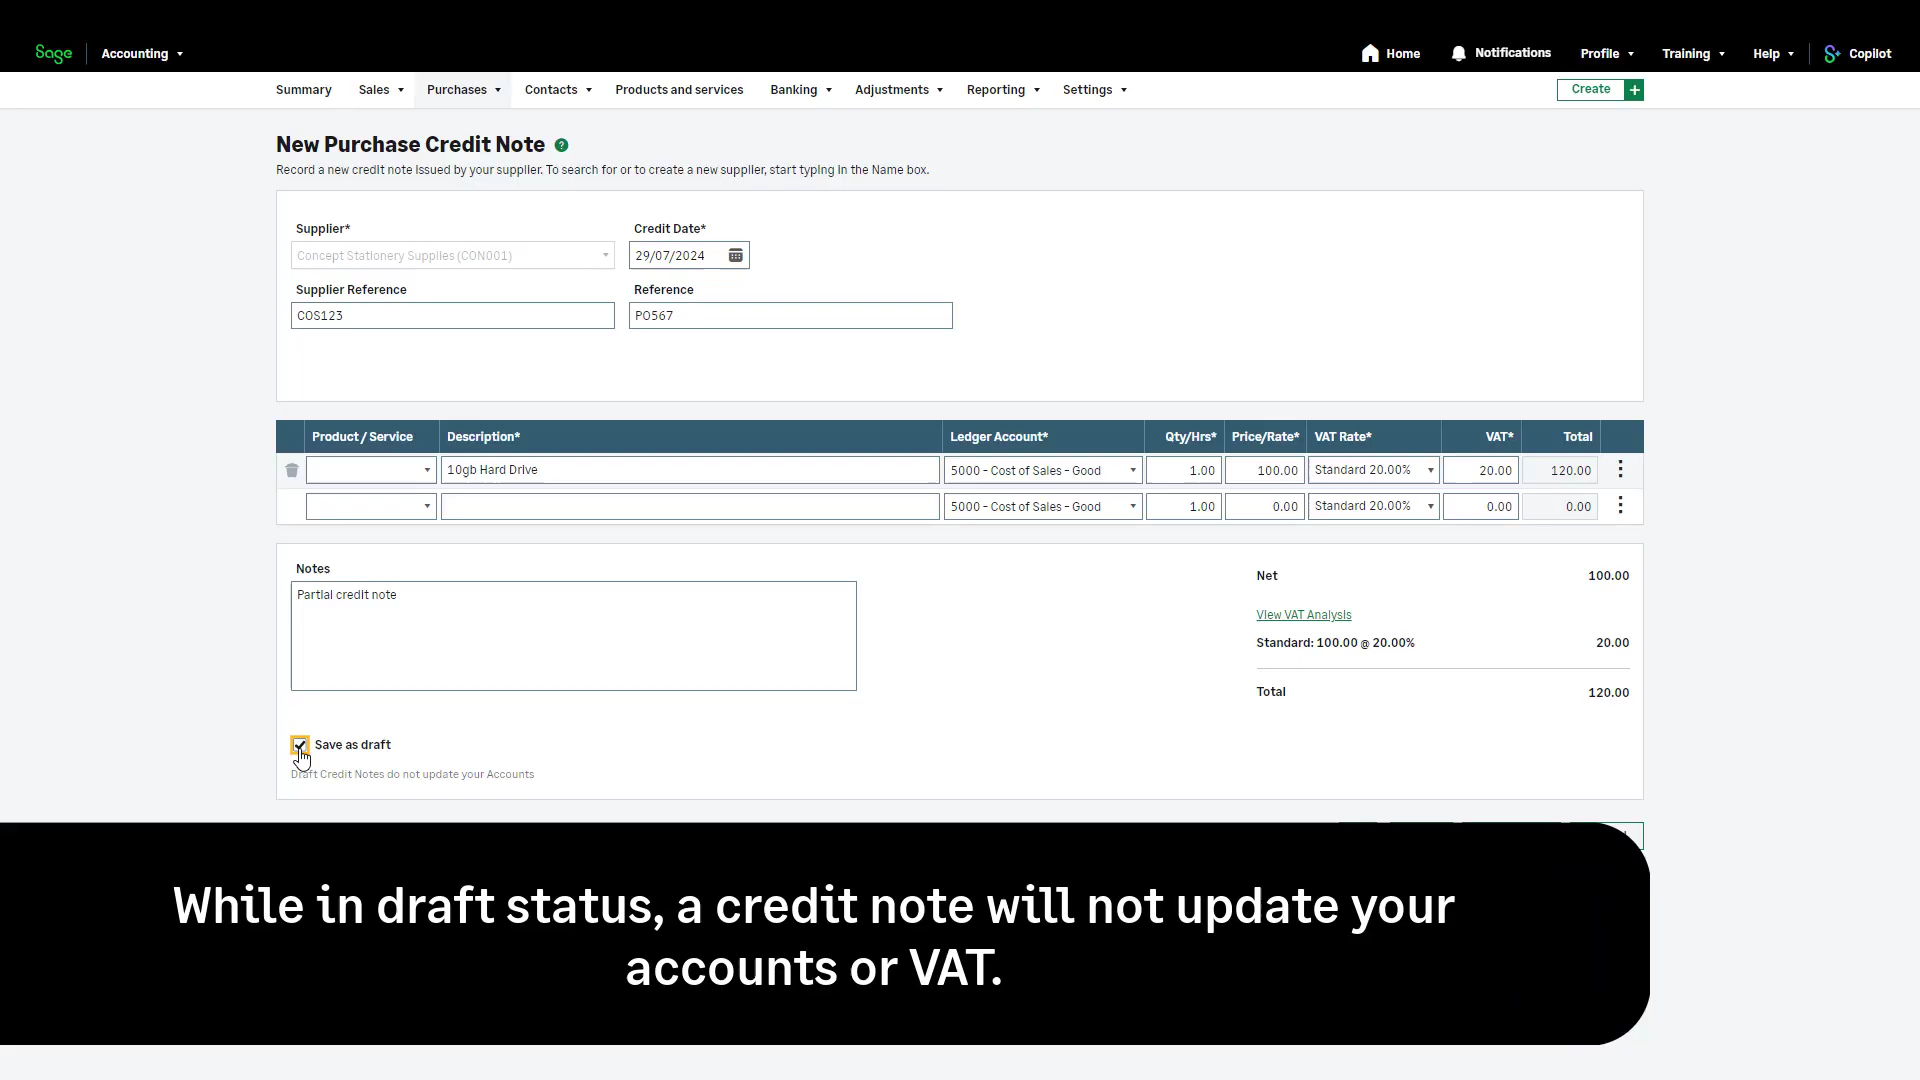 Sage Accounting Home Notifications Profile Training Help Copilot
Summary Sales Purchases Contacts Products and services Banking Adjustments Reporting Settings Create +
New Purchase Credit Note ?
Record a new credit note issued by your supplier. To search for or to create a new supplier, start typing in the Name box.
Supplier* Credit Date*
Concept Stationery Supplies (CON001) 29/07/2024
Supplier Reference Reference
COS123 PO567
Product / Service Description* Ledger Account* Qty/Hrs* Price/Rate* VAT Rate* VAT* Total
10gb Hard Drive 5000 - Cost of Sales - Good 1.00 100.00 Standard 20.00% 20.00 120.00
5000 - Cost of Sales - Good 1.00 0.00 Standard 20.00% 0.00 0.00
Notes
Partial credit note
Net 100.00
View VAT Analysis
Standard: 100.00 @ 20.00% 20.00
Total 120.00
Save as draft
Draft Credit Notes do not update your Accounts
While in draft status, a credit note will not update your
accounts or VAT.